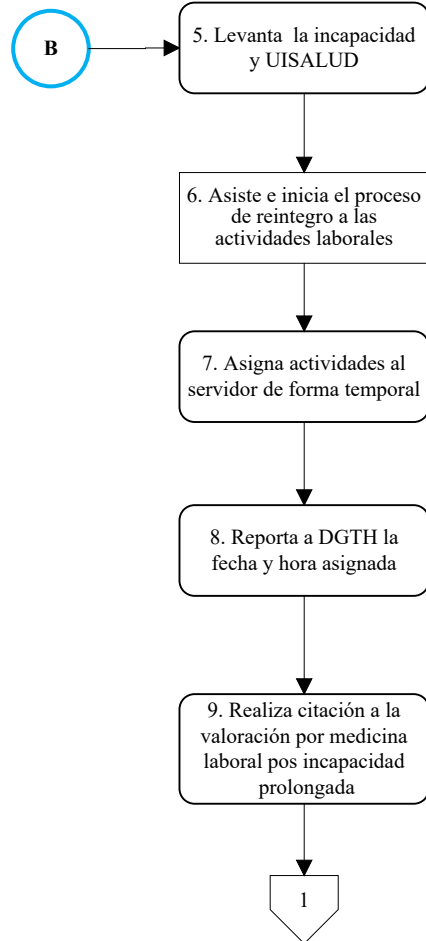 B
5. Levanta  la incapacidad
y UISALUD
6. Asiste e inicia el proceso
de reintegro a las
actividades laborales
7. Asigna actividades al
servidor de forma temporal
8. Reporta a DGTH la
fecha y hora asignada
9. Realiza citación a la
valoración por medicina
laboral pos incapacidad
prolongada
1